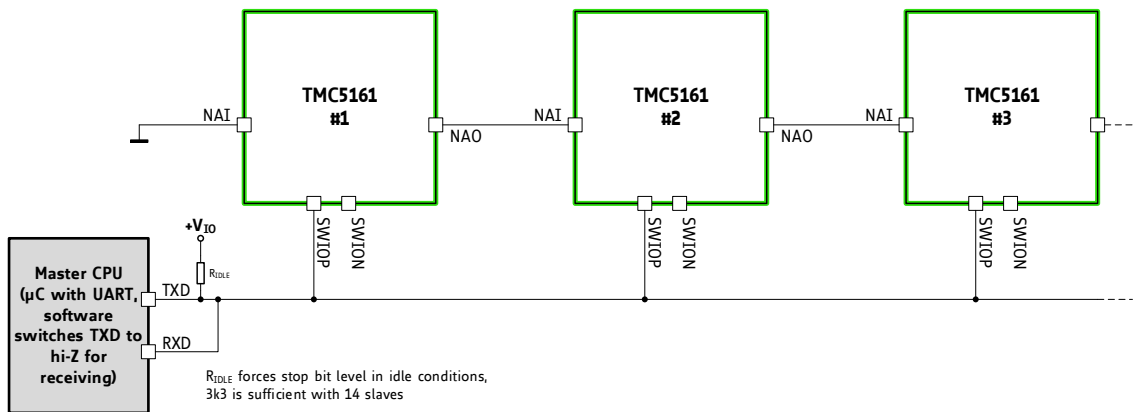 TMC5161
#1
TMC5161
#2
TMC5161
#3
NAI
NAO
NAI
NAO
NAI
SWIOP
SWION
SWIOP
SWION
SWIOP
SWION
+VIO
RIDLE
Master CPU
(µC with UART,
software
switches TXD to
hi-Z for
receiving)
TXD
RXD
RIDLE forces stop bit level in idle conditions,
3k3 is sufficient with 14 slaves